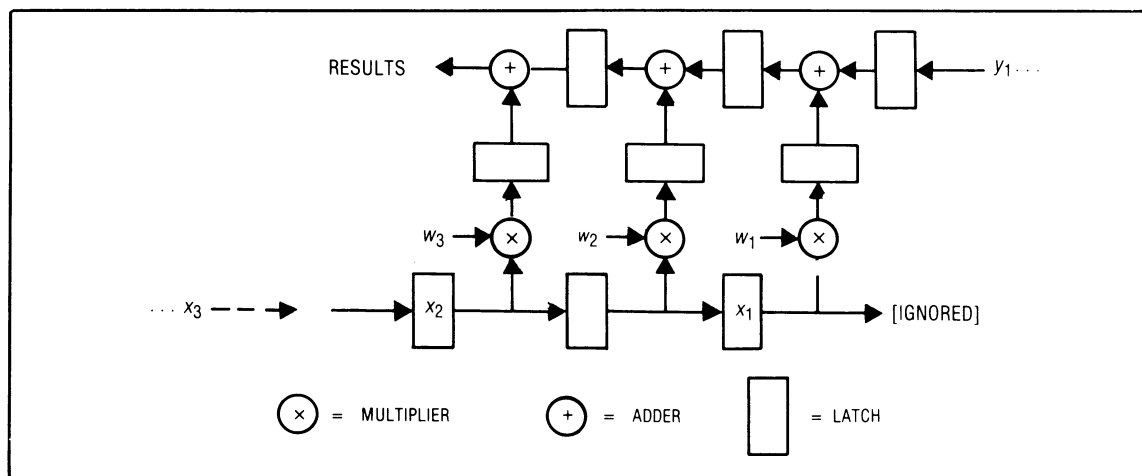 RESULTS + + + y₁ ···
w₃ × w₂ × w₁ ×
··· x₃ x₂ x₁ [IGNORED]
× = MULTIPLIER + = ADDER = LATCH